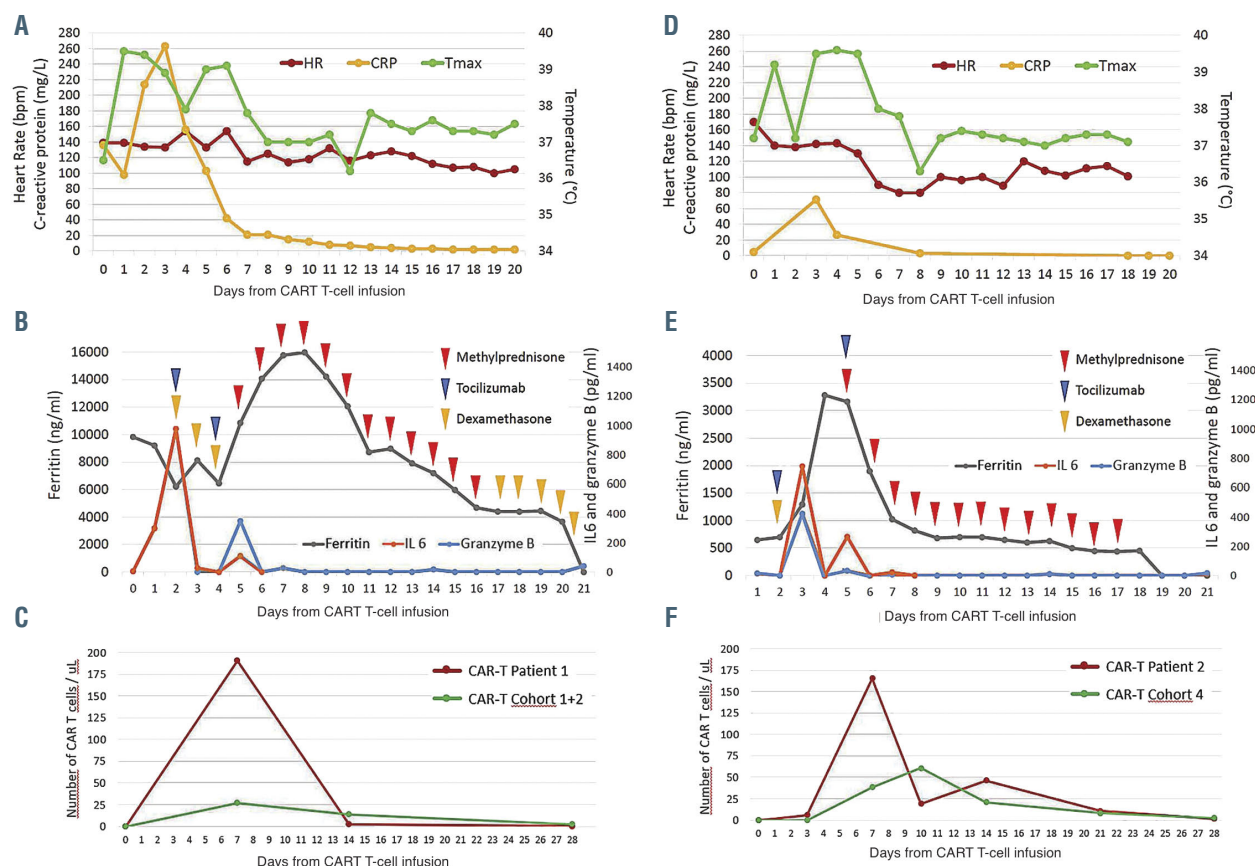 A
Heart Rate (bpm)
C-reactive protein (mg/L)
280
260
240
220
200
180
160
140
120
100
80
60
40
20
0
HR CRP Tmax
40
39
38
37
36
35
34
Temperature (°C)
0 1 2 3 4 5 6 7 8 9 10 11 12 13 14 15 16 17 18 19 20
Days from CART T-cell infusion
D
Heart Rate (bpm)
C-reactive protein (mg/L)
280
260
240
220
200
180
160
140
120
100
80
60
40
20
0
HR CRP Tmax
40
39
38
37
36
35
34
Temperature (°C)
0 1 2 3 4 5 6 7 8 9 10 11 12 13 14 15 16 17 18 19 20
Days from CART T-cell infusion
B
Ferritin (ng/ml)
16000
14000
12000
10000
8000
6000
4000
2000
0
Methylprednisone
Tocilizumab
Dexamethasone
Ferritin IL 6 Granzyme B
1400
1200
1000
800
600
400
200
0
IL6 and granzyme B (pg/ml)
0 1 2 3 4 5 6 7 8 9 10 11 12 13 14 15 16 17 18 19 20 21
Days from CART T-cell infusion
E
Ferritin (ng/ml)
4000
3500
3000
2500
2000
1500
1000
500
0
Methylprednisone
Tocilizumab
Dexamethasone
Ferritin IL 6 Granzyme B
1400
1200
1000
800
600
400
200
0
IL6 and granzyme B (pg/ml)
1 2 3 4 5 6 7 8 9 10 11 12 13 14 15 16 17 18 19 20 21
Days from CART T-cell infusion
C
Number of CAR T cells / uL
200
175
150
125
100
75
50
25
0
CAR-T Patient 1
CAR-T Cohort 1+2
0 1 2 3 4 5 6 7 8 9 10 11 12 13 14 15 16 17 18 19 20 21 22 23 24 25 26 27 28
Days from CART T-cell infusion
F
Number of CAR T cells / uL
200
175
150
125
100
75
50
25
0
CAR-T Patient 2
CAR-T Cohort 4
0 1 2 3 4 5 6 7 8 9 10 11 12 13 14 15 16 17 18 19 20 21 22 23 24 25 26 27 28
Days from CART T-cell infusion